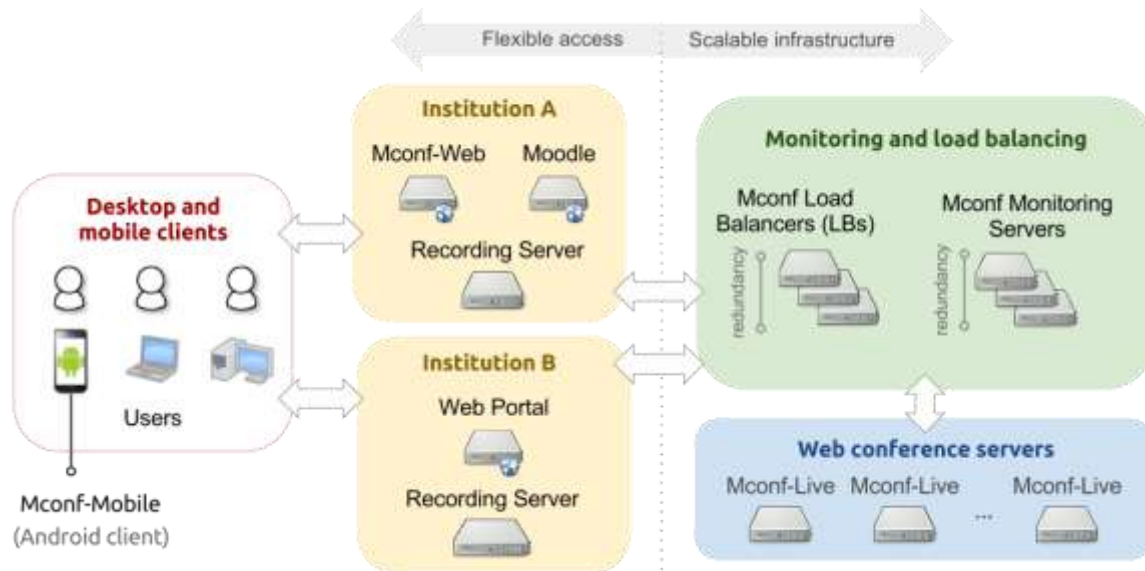 Flexible access
Scalable infrastructure
Institution A
Mconf-Web
Moodle
Recording Server
Desktop and
mobile clients
Users
Mconf-Mobile
(Android client)
Institution B
Web Portal
Recording Server
Monitoring and load balancing
Mconf Load
Balancers (LBs)
redundancy
Mconf Monitoring
Servers
redundancy
Web conference servers
Mconf-Live
Mconf-Live
...
Mconf-Live